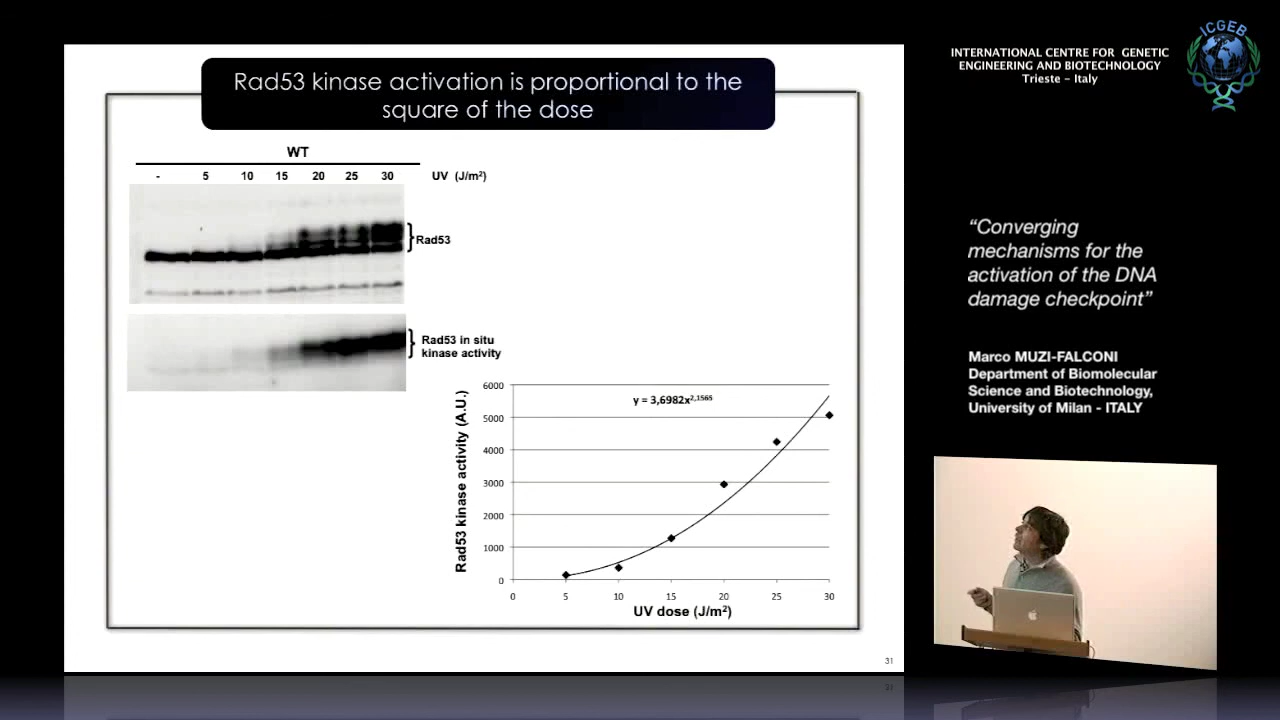 Rad53 kinase activation is proportional to the
square of the dose
WT
- 5 10 15 20 25 30 UV (J/m²)
Rad53
Rad53 in situ
kinase activity
y = 3,6982x^2,1565
Rad53 kinase activity (A.U.)
6000
5000
4000
3000
2000
1000
0
0 5 10 15 20 25 30
UV dose (J/m²)
31
INTERNATIONAL CENTRE FOR GENETIC
ENGINEERING AND BIOTECHNOLOGY
Trieste – Italy
ICGEB
“Converging
mechanisms for the
activation of the DNA
damage checkpoint”
Marco MUZI-FALCONI
Department of Biomolecular
Science and Biotechnology,
University of Milan - ITALY